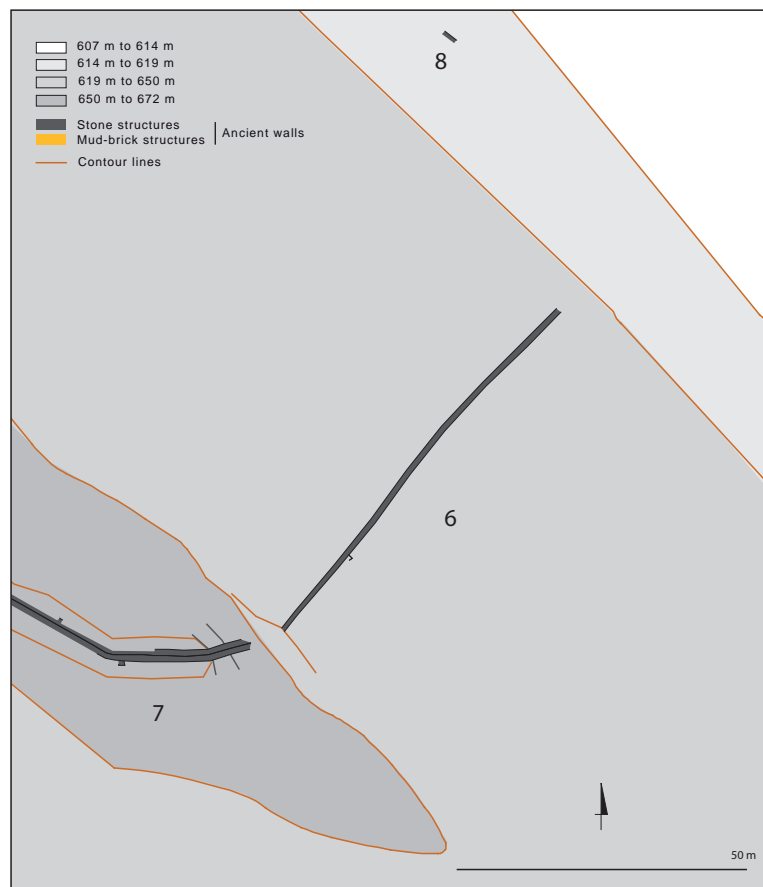 607 m to 614 m
614 m to 619 m
619 m to 650 m
650 m to 672 m
Stone structures
Mud-brick structures
Ancient walls
Contour lines
8
6
7
50 m